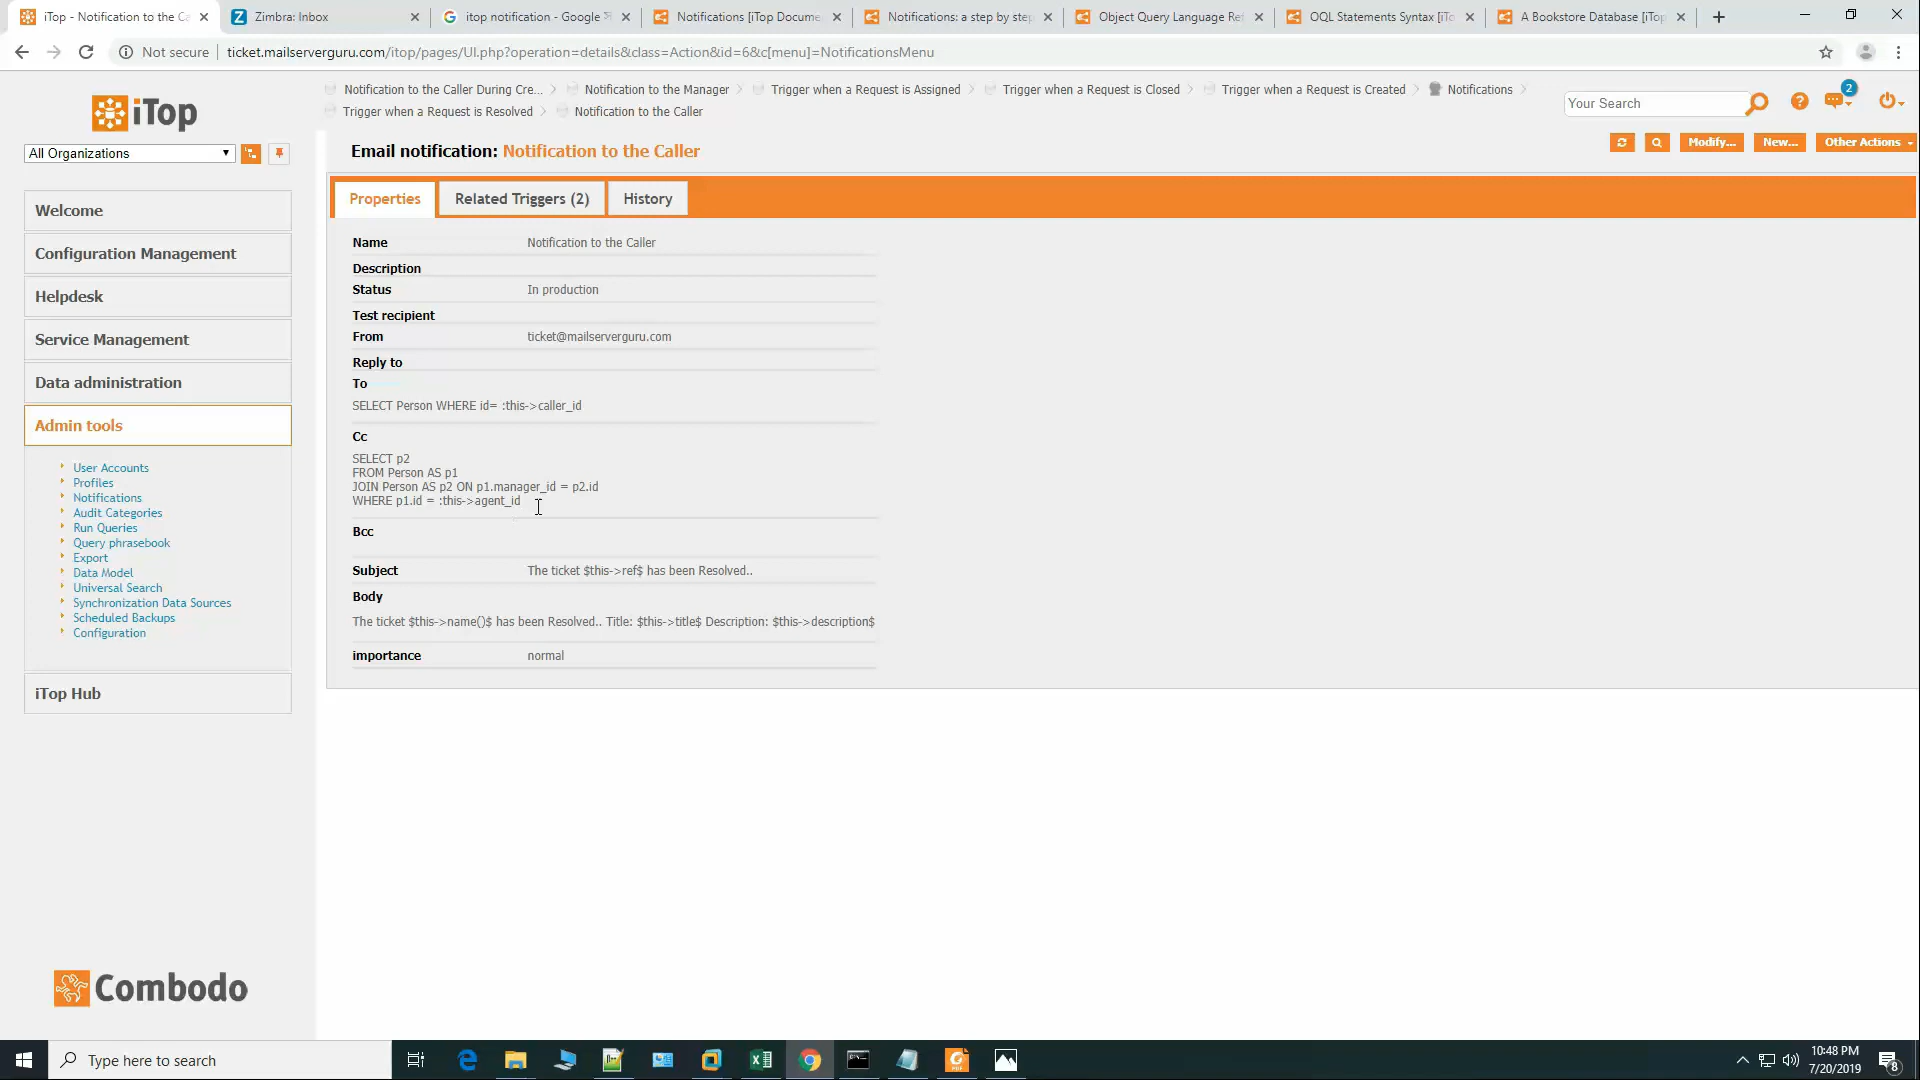 iTop - Notification to the Ca
Zimbra: Inbox
itop notification - Google
Notifications [iTop Docume
Notifications: a step by step
Object Query Language Ref
OQL Statements Syntax [iTo
A Bookstore Database [iTop
Not secure
ticket.mailserverguru.com/itop/pages/UI.php?operation=details&class=Action&id=6&c[menu]=NotificationsMenu
iTop
Notification to the Caller During Cre...
Notification to the Manager
Trigger when a Request is Assigned
Trigger when a Request is Closed
Trigger when a Request is Created
Notifications
Trigger when a Request is Resolved
Notification to the Caller
Your Search
2
All Organizations
Email notification: Notification to the Caller
Modify...
New...
Other Actions
Welcome
Configuration Management
Helpdesk
Service Management
Data administration
Admin tools
User Accounts
Profiles
Notifications
Audit Categories
Run Queries
Query phrasebook
Export
Data Model
Universal Search
Synchronization Data Sources
Scheduled Backups
Configuration
iTop Hub
Combodo
Properties
Related Triggers (2)
History
Name
Notification to the Caller
Description
Status
In production
Test recipient
From
ticket@mailserverguru.com
Reply to
To
SELECT Person WHERE id= :this->caller_id
Cc
SELECT p2
FROM Person AS p1
JOIN Person AS p2 ON p1.manager_id = p2.id
WHERE p1.id = :this->agent_id
Bcc
Subject
The ticket $this->ref$ has been Resolved..
Body
The ticket $this->name()$ has been Resolved.. Title: $this->title$ Description: $this->description$
importance
normal
Type here to search
10:48 PM
7/20/2019
8